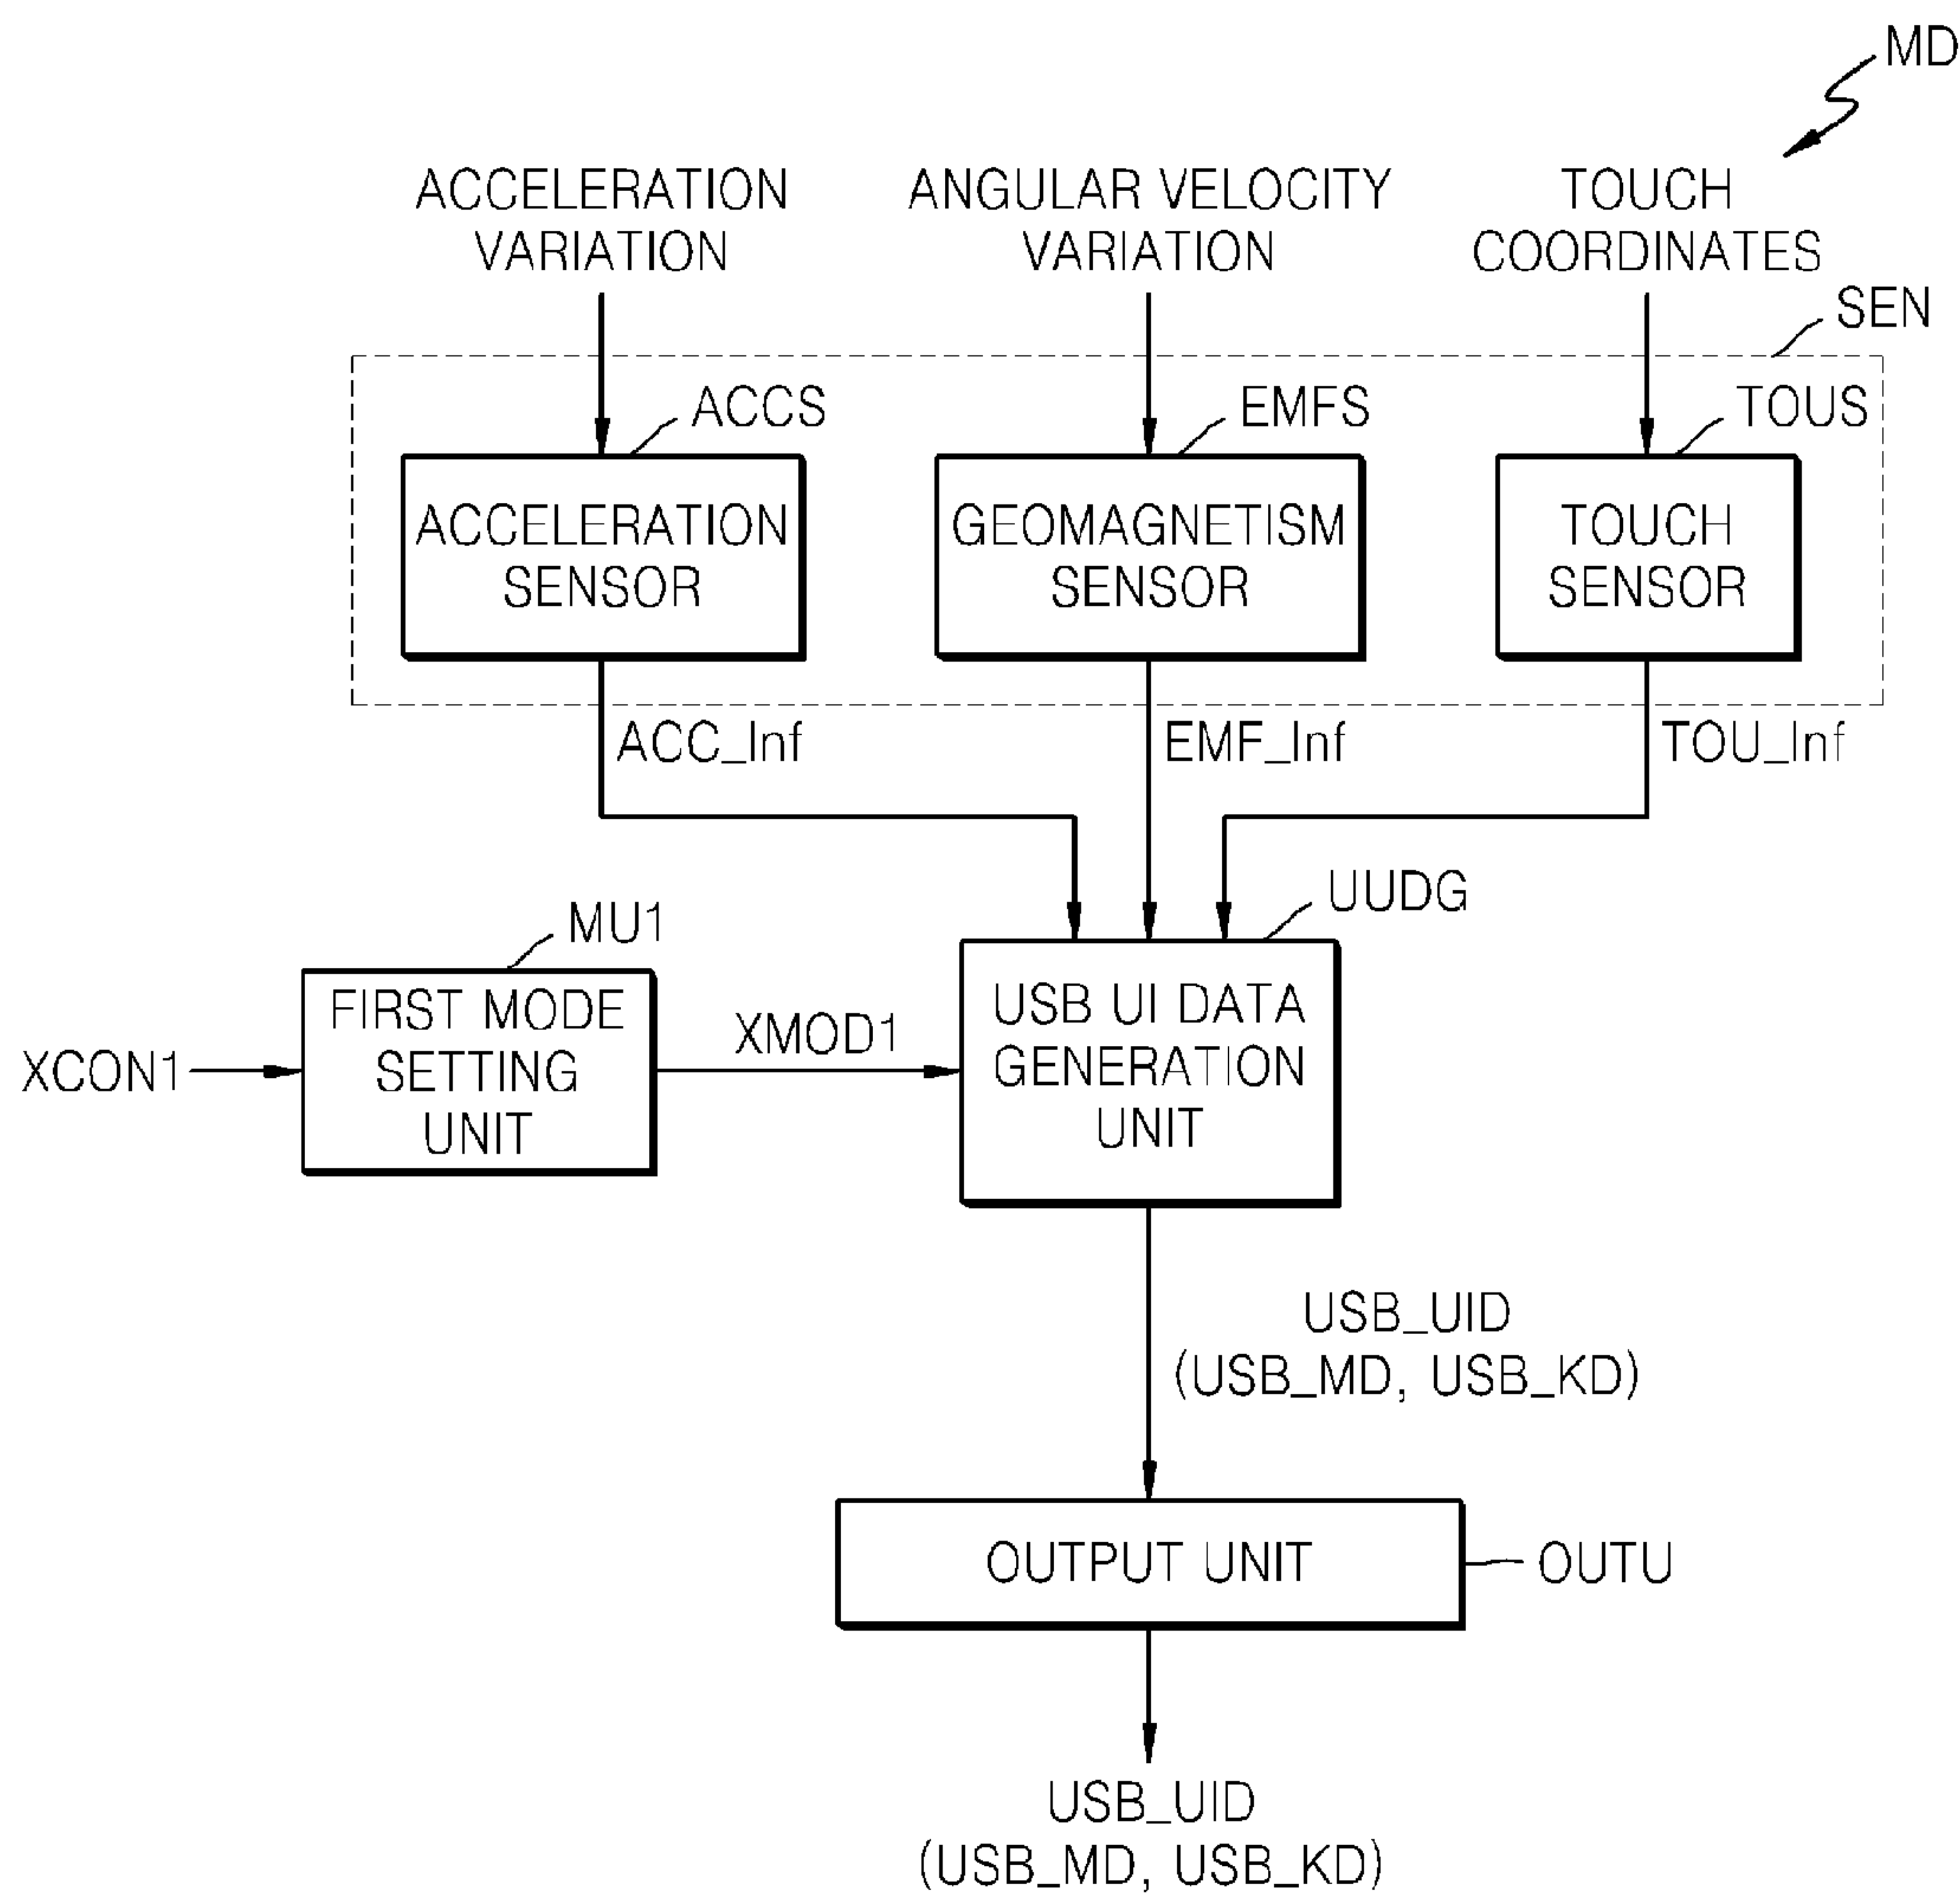 MD
ACCELERATION
VARIATION
ANGULAR VELOCITY
VARIATION
TOUCH
COORDINATES
SEN
ACCS
EMFS
TOUS
ACCELERATION
SENSOR
GEOMAGNETISM
SENSOR
TOUCH
SENSOR
ACC_Inf
EMF_Inf
TOU_Inf
UUDG
MU1
XCON1
FIRST MODE
SETTING
UNIT
XMOD1
USB UI DATA
GENERATION
UNIT
USB_UID
(USB_MD, USB_KD)
OUTPUT UNIT
OUTU
USB_UID
(USB_MD, USB_KD)